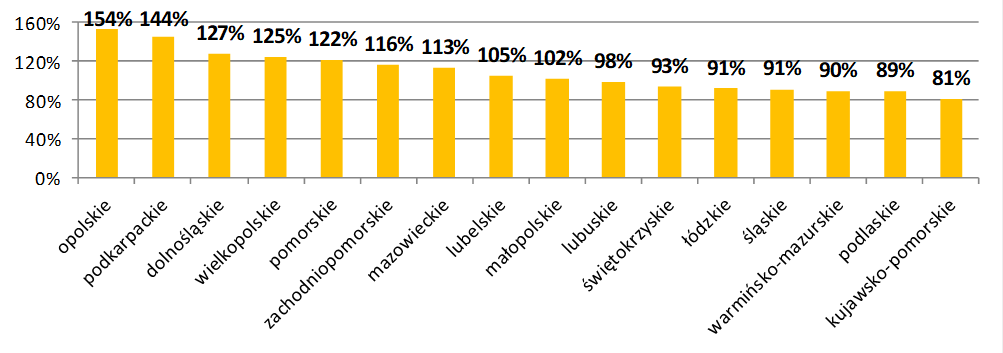 160%
120%
80%
40%
0%
154%
144%
127%
125%
122%
116%
113%
105%
102%
98%
93%
91%
91%
90%
89%
81%
opolskie
podkarpackie
dolnośląskie
wielkopolskie
pomorskie
zachodniopomorskie
mazowieckie
lubelskie
małopolskie
lubuskie
świętokrzyskie
łódzkie
śląskie
warmińsko-mazurskie
podlaskie
kujawsko-pomorskie